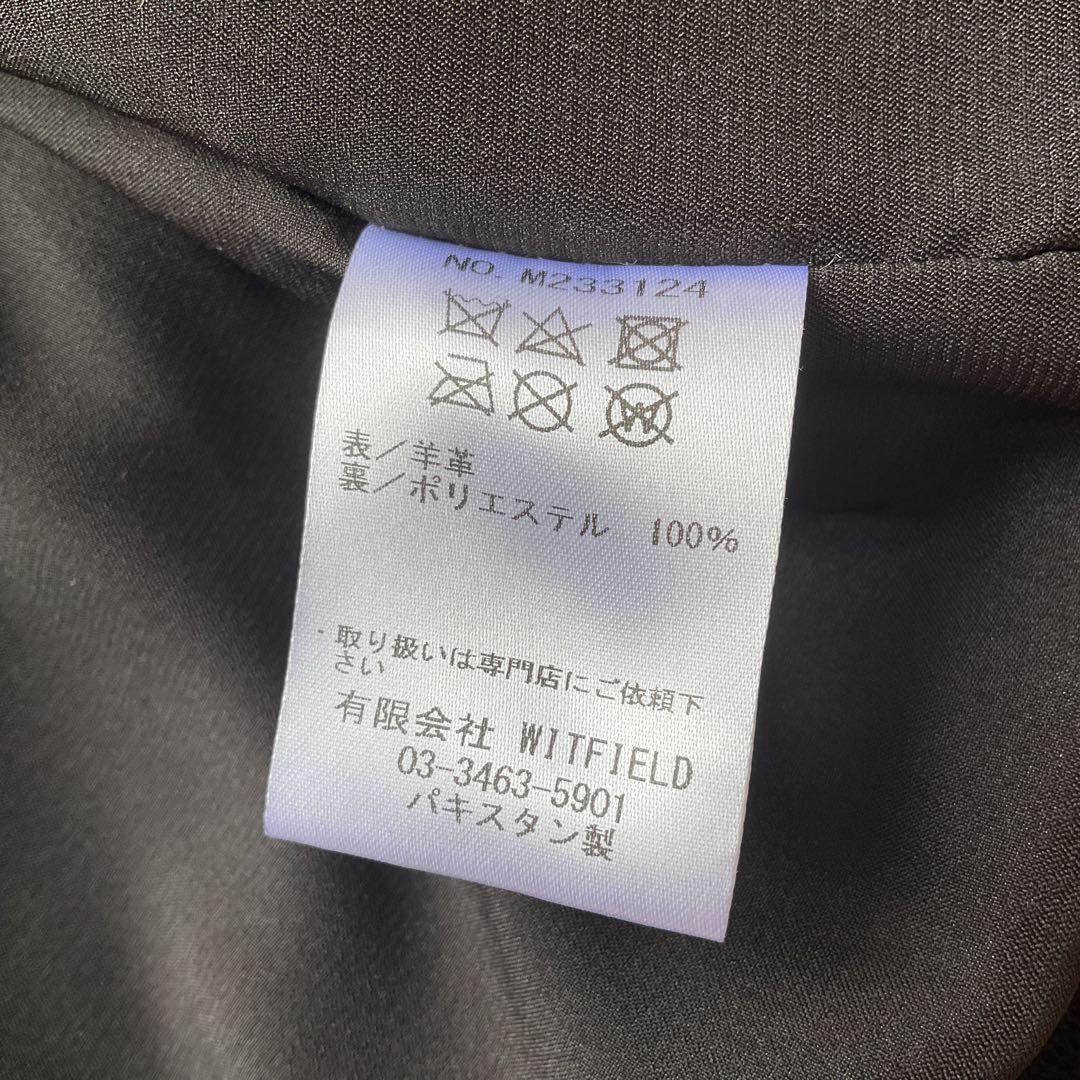 NO. M233124
W
表／羊革
裏／ポリエステル 100%
・取り扱いは専門店にご依頼下
さい
有限会社 WITFIELD
03-3463-5901
パキスタン製